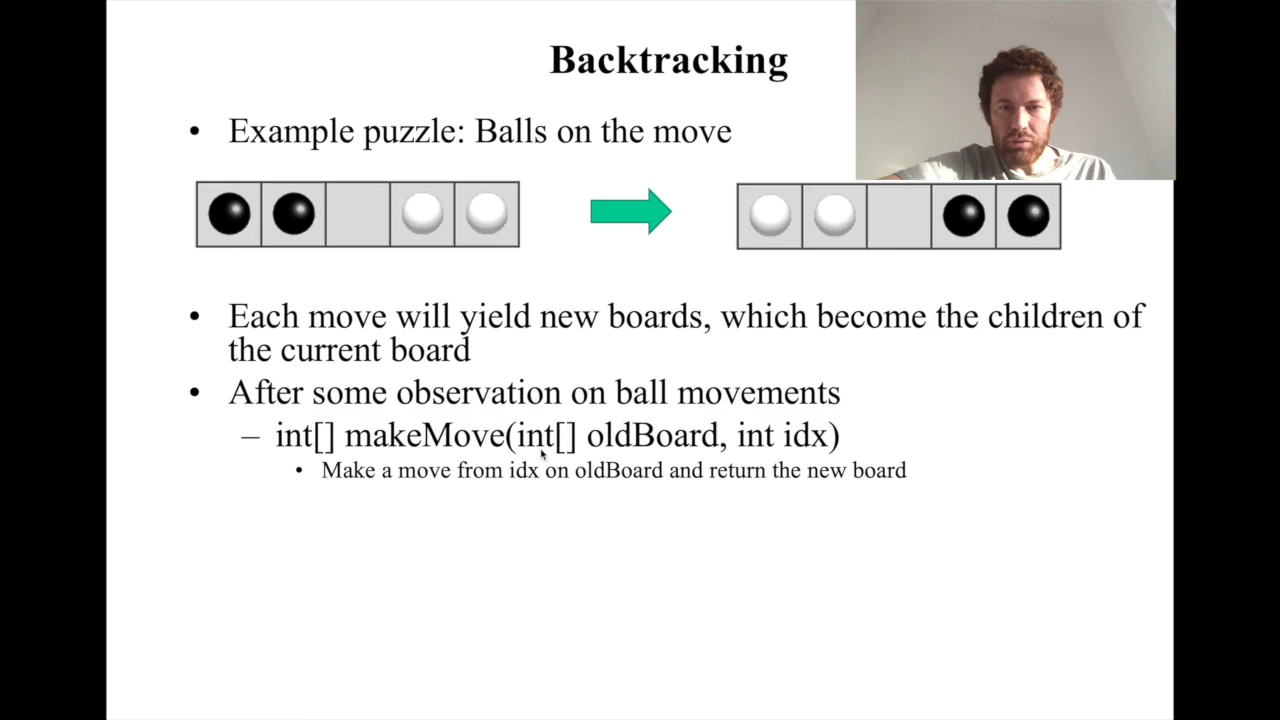 Backtracking
• Example puzzle: Balls on the move
• Each move will yield new boards, which become the children of
the current board
• After some observation on ball movements
– int[] makeMove(int[] oldBoard, int idx)
• Make a move from idx on oldBoard and return the new board